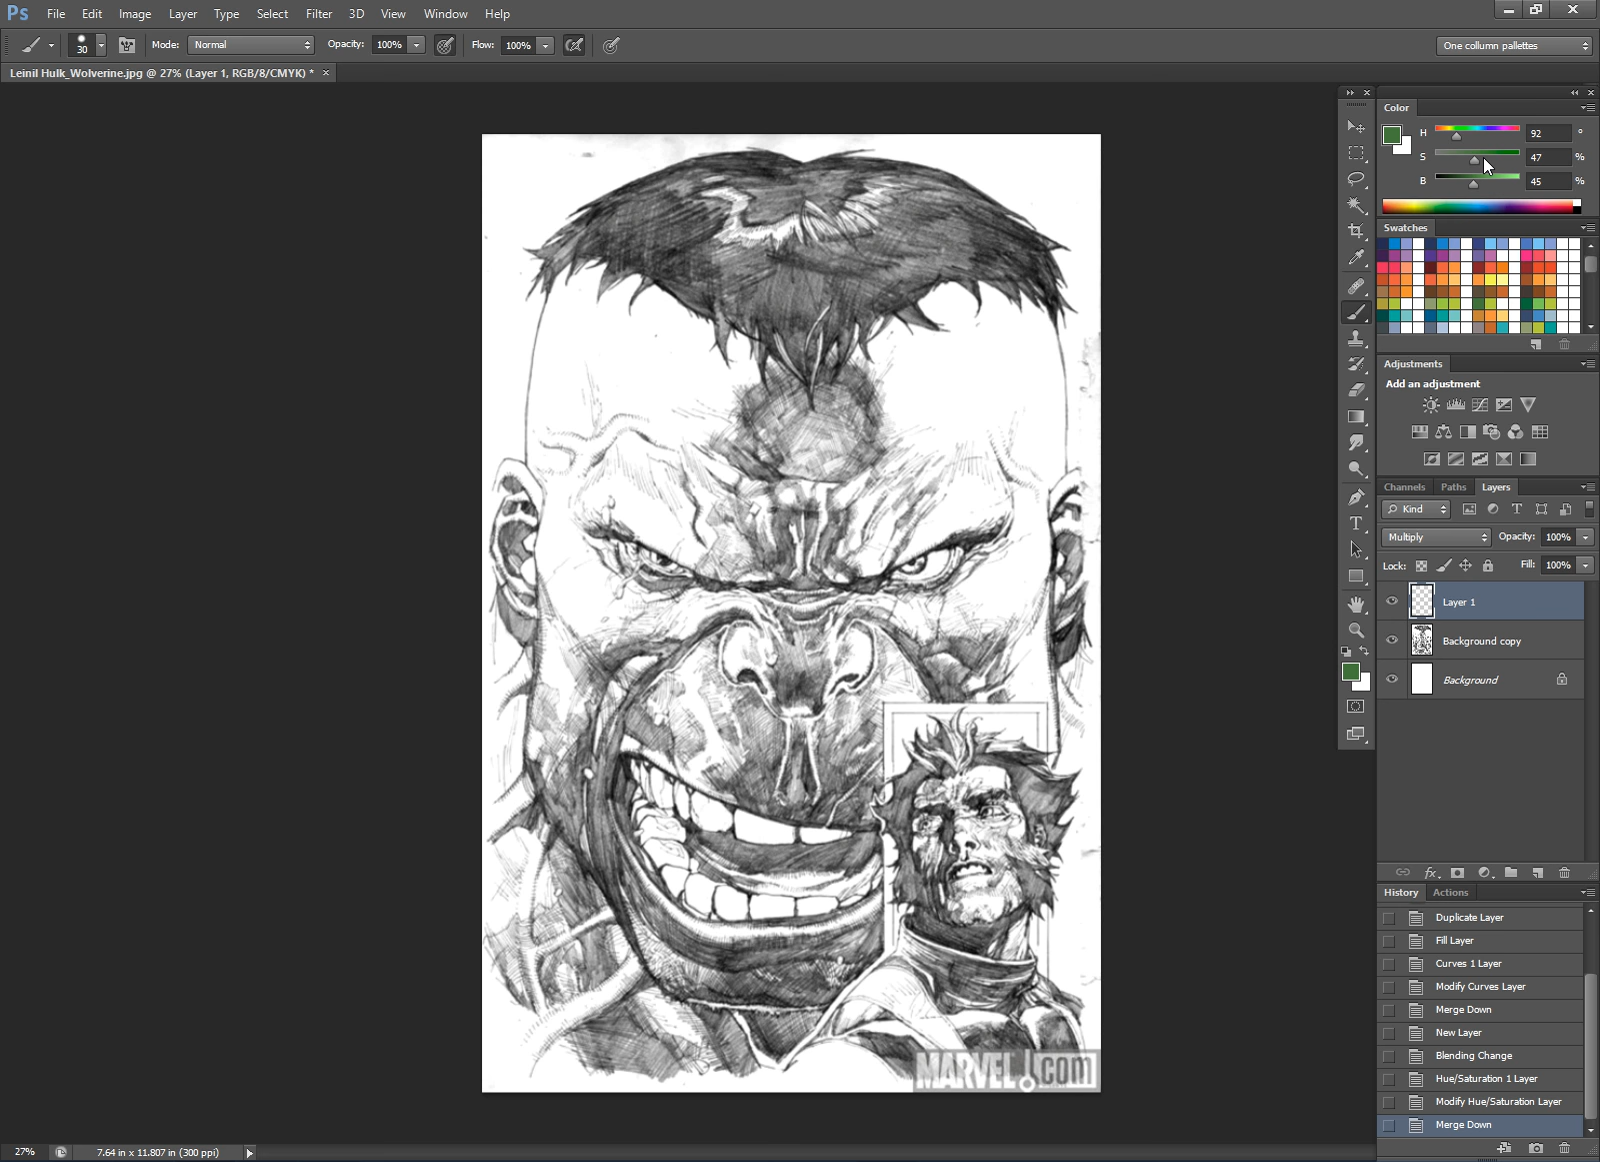 Ps File Edit Image Layer Type Select Filter 3D View Window Help
30 Mode: Normal Opacity: 100% Flow: 100% One collumn palettes
Leinil Hulk_Wolverine.jpg @ 27% (Layer 1, RGB/8/CMYK) * ×
Color
H 92 °
S 47 %
B 45 %
Swatches
Adjustments
Add an adjustment
Channels Paths Layers
Kind
Multiply Opacity: 100%
Lock: Fill: 100%
Layer 1
Background copy
Background
fx
History Actions
Duplicate Layer
Fill Layer
Curves 1 Layer
Modify Curves Layer
Merge Down
New Layer
Blending Change
Hue/Saturation 1 Layer
Modify Hue/Saturation Layer
Merge Down
MARVEL.com
27% 7.64 in x 11.807 in (300 ppi)